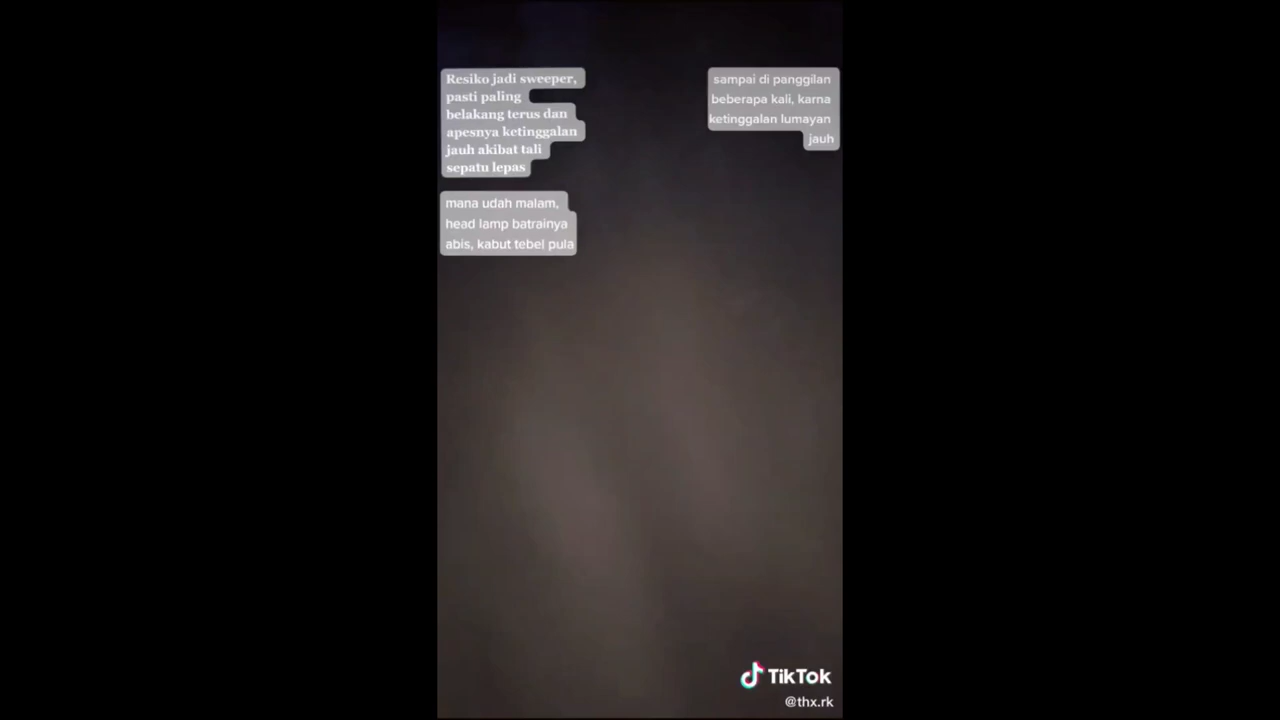 Resiko jadi sweeper,
pasti paling
belakang terus dan
apesnya ketinggalan
jauh akibat tali
sepatu lepas
mana udah malam,
head lamp batrainya
abis, kabut tebel pula
sampai di panggilan
beberapa kali, karna
ketinggalan lumayan
jauh
TikTok
@thx.rk